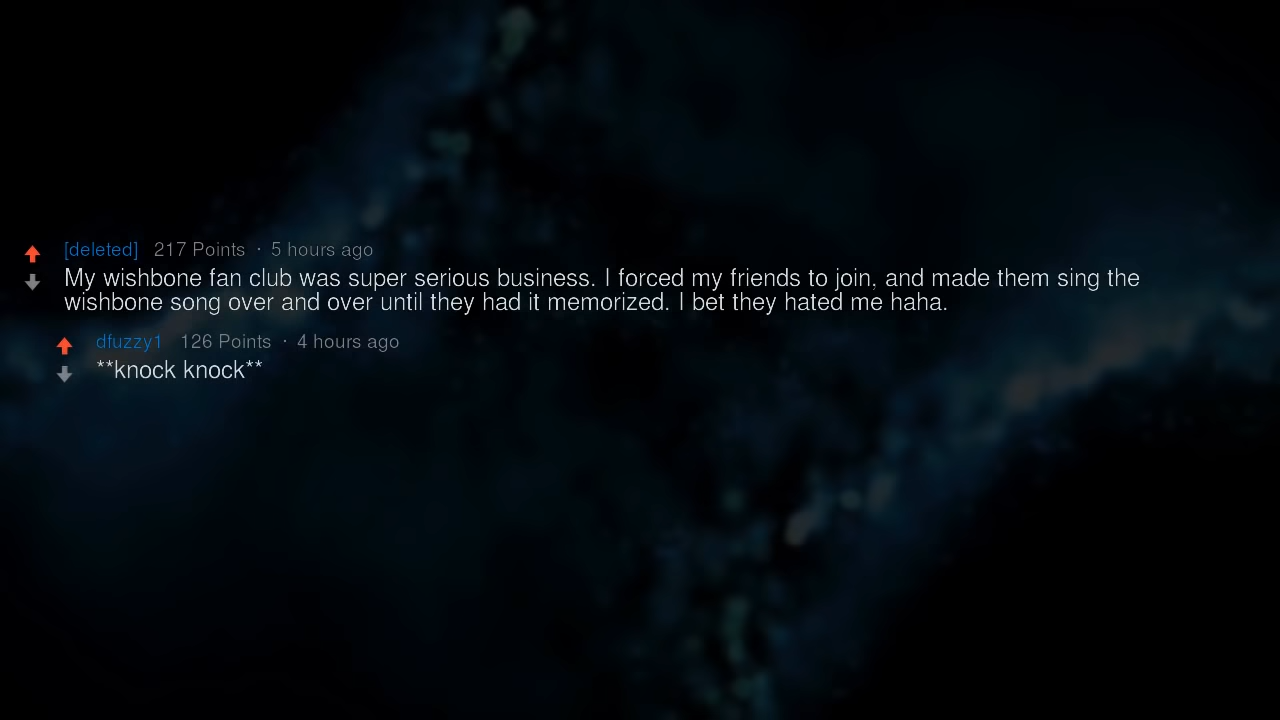 [deleted] 217 Points · 5 hours ago
My wishbone fan club was super serious business. I forced my friends to join, and made them sing the
wishbone song over and over until they had it memorized. I bet they hated me haha.
dfuzzy1 126 Points · 4 hours ago
**knock knock**